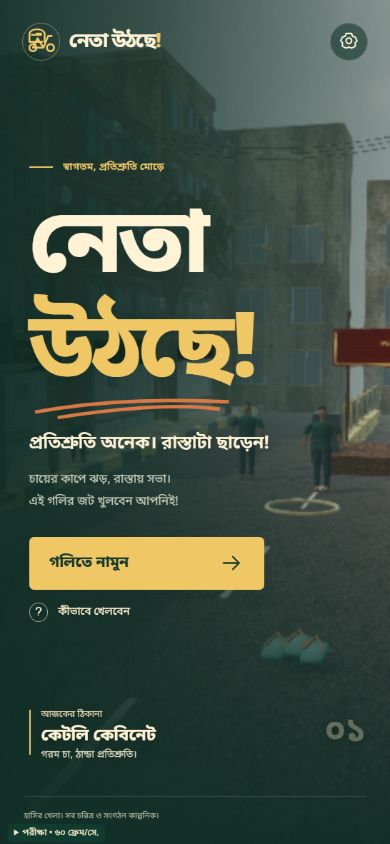 নেতা উঠছে!
স্বাগতম, প্রতিশ্রুতি মোড়ে
নেতা
উঠছে!
প্রতিশ্রুতি অনেক। রাস্তাটা ছাড়েন!
চায়ের কাপে ঝড়, রাস্তায় সভা।
এই গলির জট খুলবেন আপনিই!
গলিতে নামুন →
? কীভাবে খেলবেন
আজকের ঠিকানা
কেটলি কেবিনেট
গরম চা, ঠান্ডা প্রতিশ্রুতি।
০১
হাসির খেলা। সব চরিত্র ও সংগঠন কাল্পনিক।
▶ পরীক্ষা • ৬০ ফ্রেম/সে.